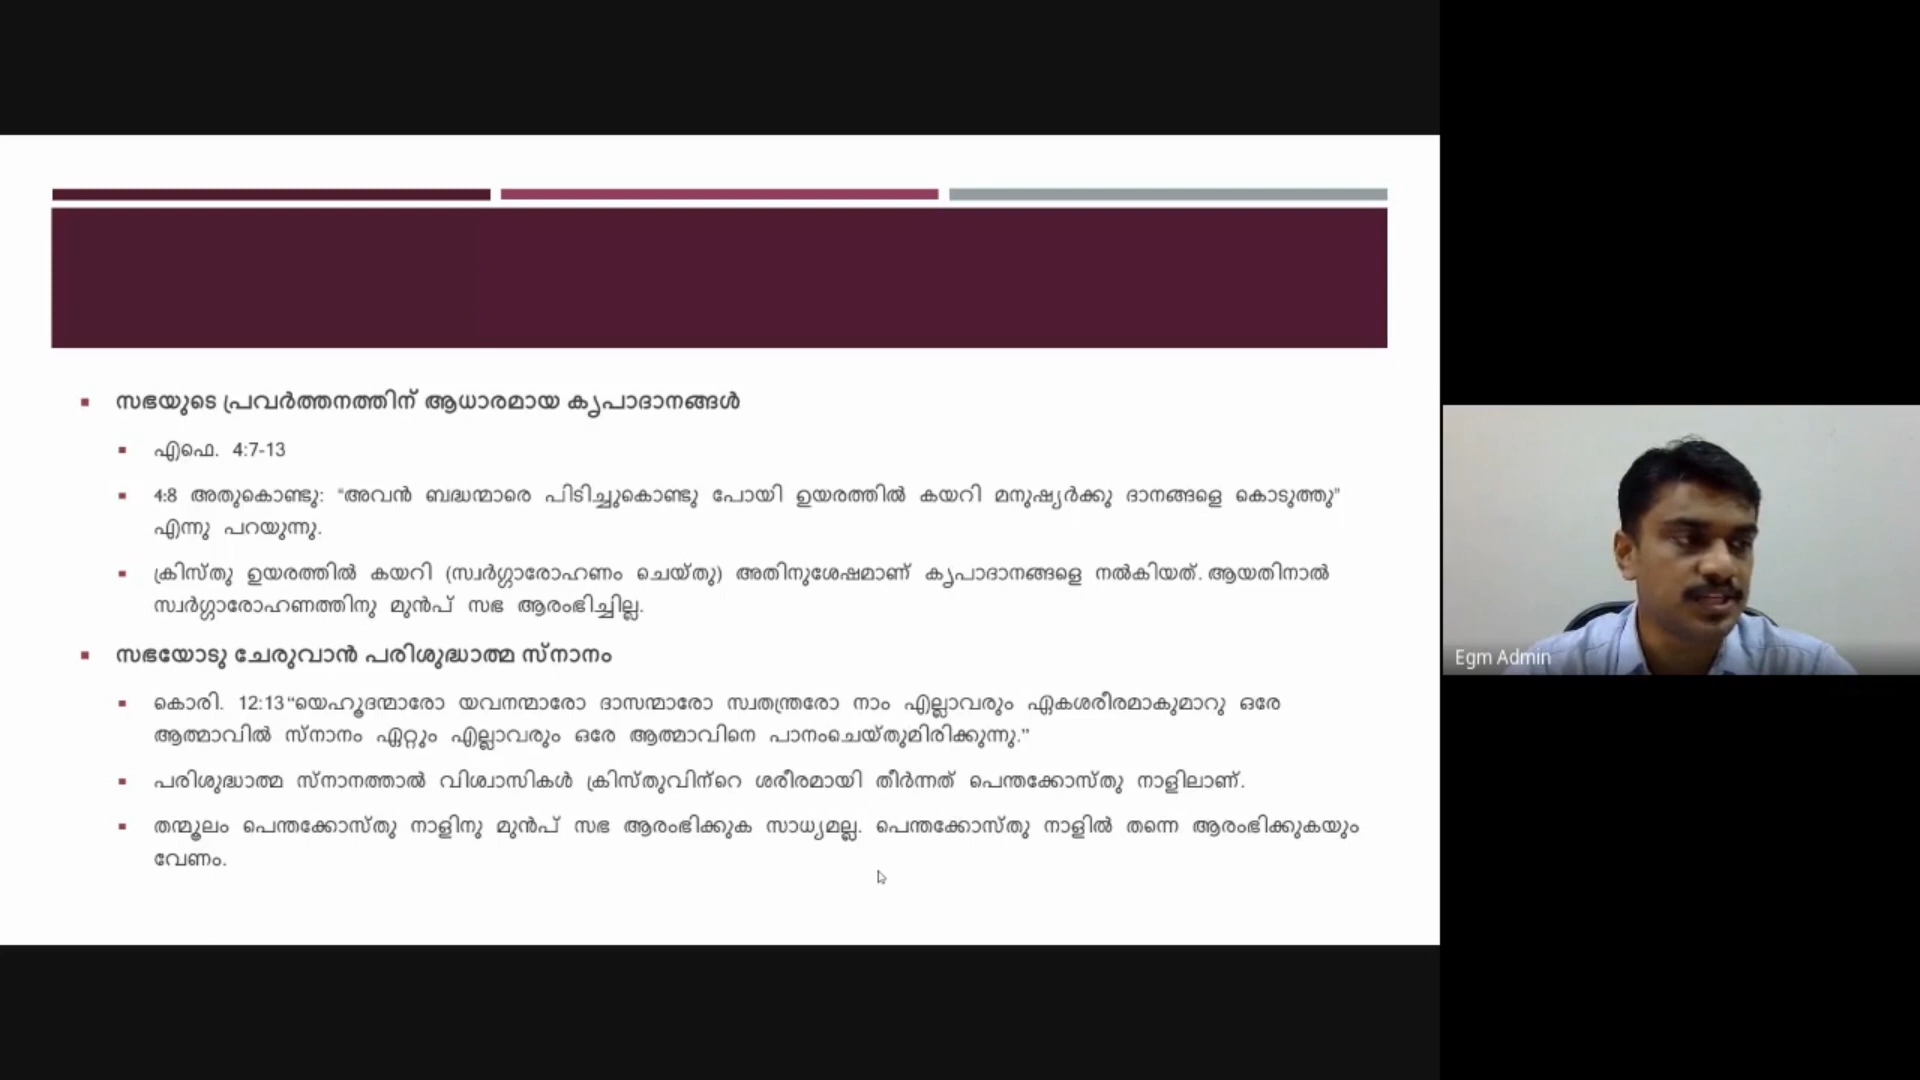 സഭയുടെ പ്രവർത്തനത്തിന് ആധാരമായ കൃപാദാനങ്ങൾ
എഫെ. 4:7-13
4:8 അതുകൊണ്ടു: “അവൻ ബദ്ധന്മാരെ പിടിച്ചുകൊണ്ടു പോയി ഉയരത്തിൽ കയറി മനുഷ്യർക്കു ദാനങ്ങളെ കൊടുത്തു”
എന്നു പറയുന്നു.
ക്രിസ്തു ഉയരത്തിൽ കയറി (സ്വർഗ്ഗാരോഹണം ചെയ്തു) അതിനുശേഷമാണ് കൃപാദാനങ്ങളെ നൽകിയത്. ആയതിനാൽ
സ്വർഗ്ഗാരോഹണത്തിനു മുൻപ് സഭ ആരംഭിച്ചില്ല.
സഭയോടു ചേരുവാൻ പരിശുദ്ധാത്മ സ്നാനം
കൊരി. 12:13 “യെഹൂദന്മാരോ യവനന്മാരോ ദാസന്മാരോ സ്വതന്ത്രരോ നാം എല്ലാവരും ഏകശരീരമാകുമാറു ഒരേ
ആത്മാവിൽ സ്നാനം ഏറ്റും എല്ലാവരും ഒരേ ആത്മാവിനെ പാനംചെയ്തുമിരിക്കുന്നു.”
പരിശുദ്ധാത്മ സ്നാനത്താൽ വിശ്വാസികൾ ക്രിസ്തുവിന്റെ ശരീരമായി തീർന്നത് പെന്തക്കോസ്തു നാളിലാണ്.
തന്മൂലം പെന്തക്കോസ്തു നാളിനു മുൻപ് സഭ ആരംഭിക്കുക സാധ്യമല്ല. പെന്തക്കോസ്തു നാളിൽ തന്നെ ആരംഭിക്കുകയും
വേണം.
Egm Admin